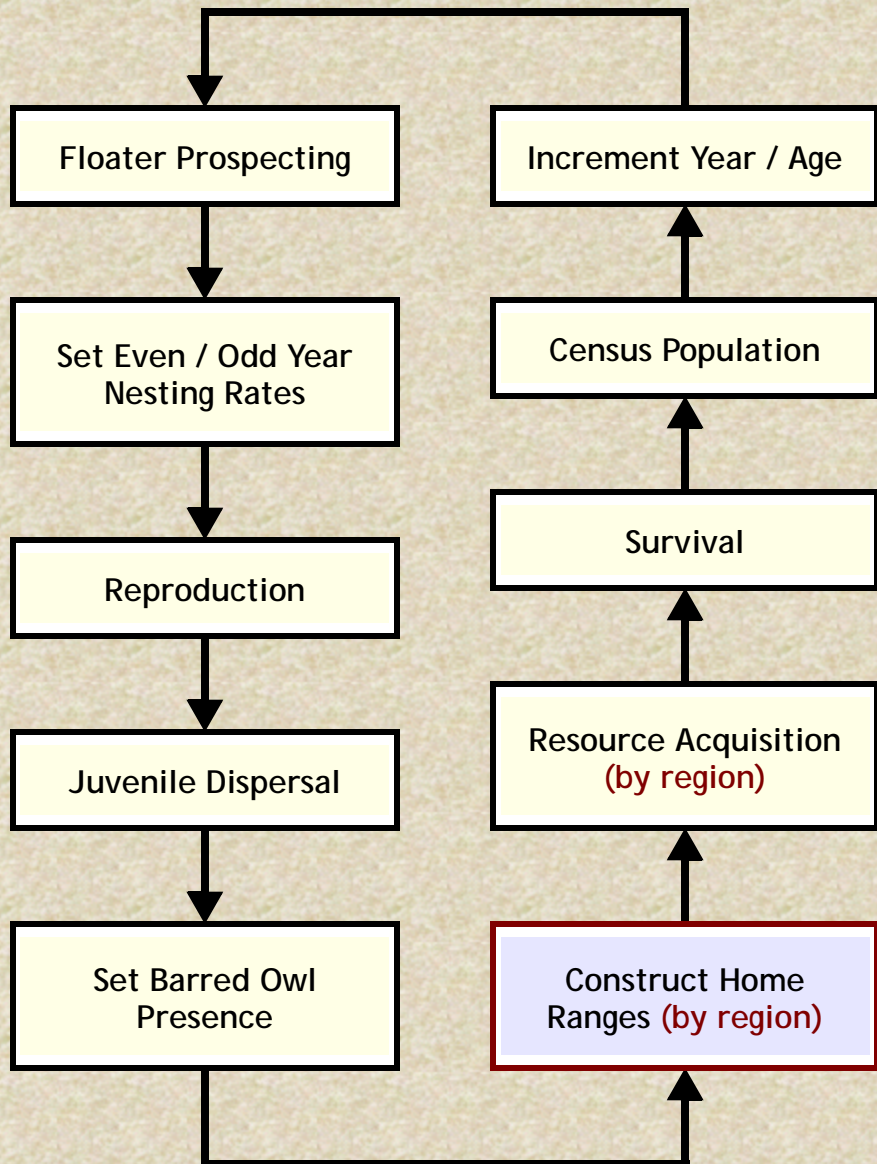 Floater Prospecting
Set Even / Odd Year
Nesting Rates
Reproduction
Juvenile Dispersal
Set Barred Owl
Presence
Construct Home
Ranges (by region)
Resource Acquisition
(by region)
Survival
Census Population
Increment Year / Age